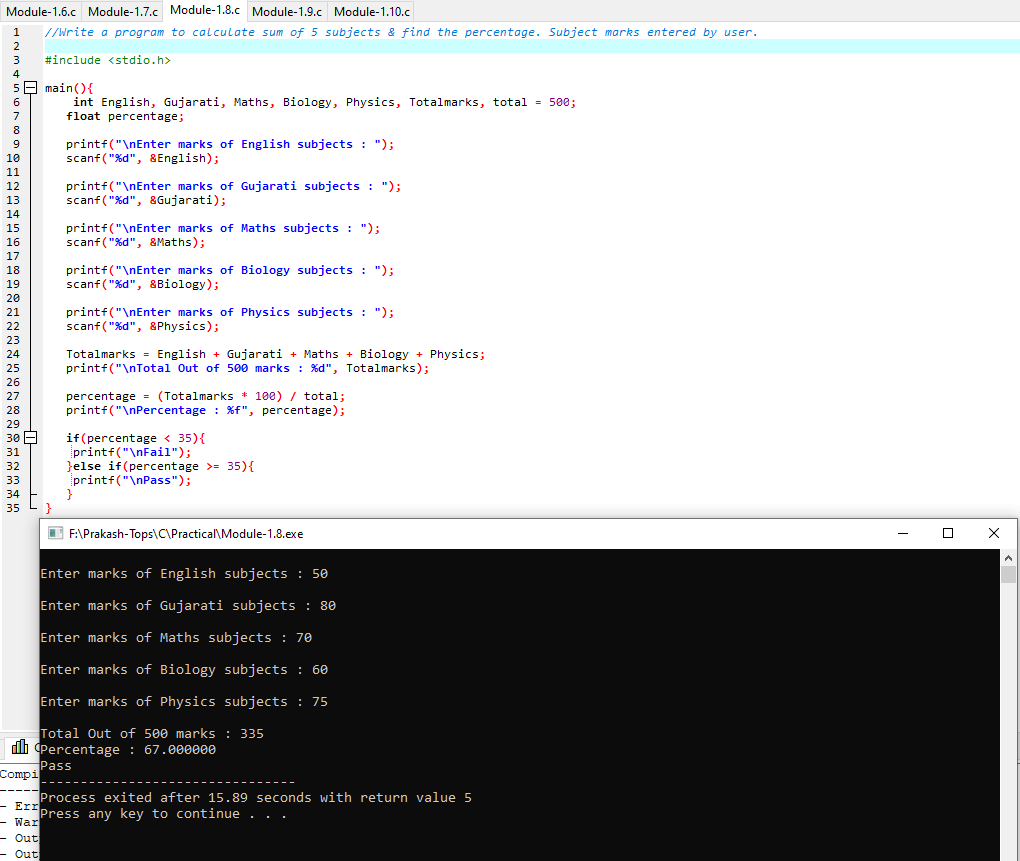 Module-1.6.c Module-1.7.c Module-1.8.c Module-1.9.c Module-1.10.c
1 //Write a program to calculate sum of 5 subjects & find the percentage. Subject marks entered by user.
2
3 #include <stdio.h>
4
5 main(){
6 int English, Gujarati, Maths, Biology, Physics, Totalmarks, total = 500;
7 float percentage;
8
9 printf("\nEnter marks of English subjects : ");
10 scanf("%d", &English);
11
12 printf("\nEnter marks of Gujarati subjects : ");
13 scanf("%d", &Gujarati);
14
15 printf("\nEnter marks of Maths subjects : ");
16 scanf("%d", &Maths);
17
18 printf("\nEnter marks of Biology subjects : ");
19 scanf("%d", &Biology);
20
21 printf("\nEnter marks of Physics subjects : ");
22 scanf("%d", &Physics);
23
24 Totalmarks = English + Gujarati + Maths + Biology + Physics;
25 printf("\nTotal Out of 500 marks : %d", Totalmarks);
26
27 percentage = (Totalmarks * 100) / total;
28 printf("\nPercentage : %f", percentage);
29
30 if(percentage < 35){
31 printf("\nFail");
32 }else if(percentage >= 35){
33 printf("\nPass");
34 }
35 }
F:\Prakash-Tops\C\Practical\Module-1.8.exe
Enter marks of English subjects : 50
Enter marks of Gujarati subjects : 80
Enter marks of Maths subjects : 70
Enter marks of Biology subjects : 60
Enter marks of Physics subjects : 75
Total Out of 500 marks : 335
Percentage : 67.000000
Pass
--------------------------------
Process exited after 15.89 seconds with return value 5
Press any key to continue . . .
Compi
-----
- Err
- War
- Out
- Out